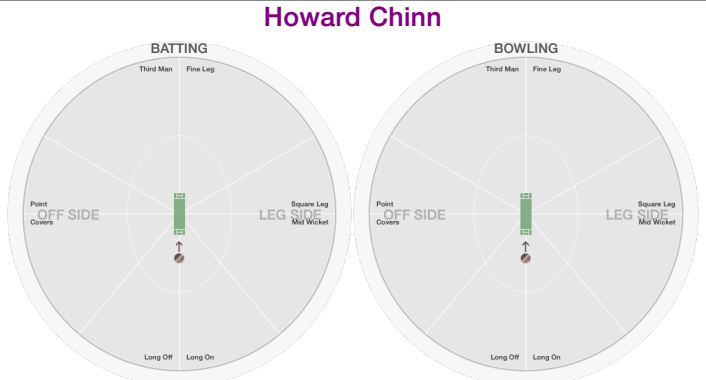 Howard Chinn
BATTING
BOWLING
Third Man Fine Leg
Third Man Fine Leg
Point
Square Leg
OFF SIDE
LEG SIDE
Covers
Mid Wicket
Point
Square Leg
OFF SIDE
LEG SIDE
Covers
Mid Wicket
Long Off Long On
Long Off Long On